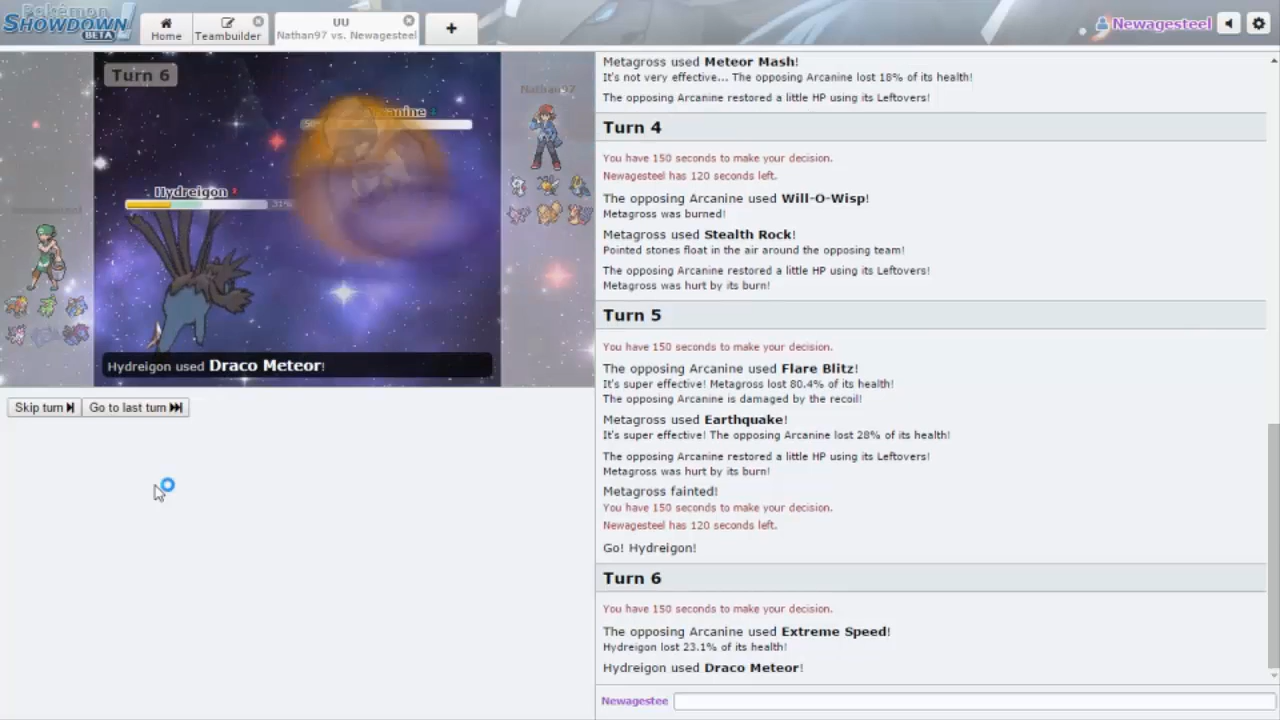 Pokémon
SHOWDOWN!
BETA
Home
Teambuilder
UU
Nathan97 vs. Newagesteel
+
Newagesteel
Turn 6
Nathan97
Hydreigon
31%
Hydreigon used Draco Meteor!
Skip turn
Go to last turn
Metagross used Meteor Mash!
It's not very effective... The opposing Arcanine lost 18% of its health!
The opposing Arcanine restored a little HP using its Leftovers!
Turn 4
You have 150 seconds to make your decision.
Newagesteel has 120 seconds left.
The opposing Arcanine used Will-O-Wisp!
Metagross was burned!
Metagross used Stealth Rock!
Pointed stones float in the air around the opposing team!
The opposing Arcanine restored a little HP using its Leftovers!
Metagross was hurt by its burn!
Turn 5
You have 150 seconds to make your decision.
The opposing Arcanine used Flare Blitz!
It's super effective! Metagross lost 80.4% of its health!
The opposing Arcanine is damaged by the recoil!
Metagross used Earthquake!
It's super effective! The opposing Arcanine lost 28% of its health!
The opposing Arcanine restored a little HP using its Leftovers!
Metagross was hurt by its burn!
Metagross fainted!
You have 150 seconds to make your decision.
Newagesteel has 120 seconds left.
Go! Hydreigon!
Turn 6
You have 150 seconds to make your decision.
The opposing Arcanine used Extreme Speed!
Hydreigon lost 23.1% of its health!
Hydreigon used Draco Meteor!
Newagestee